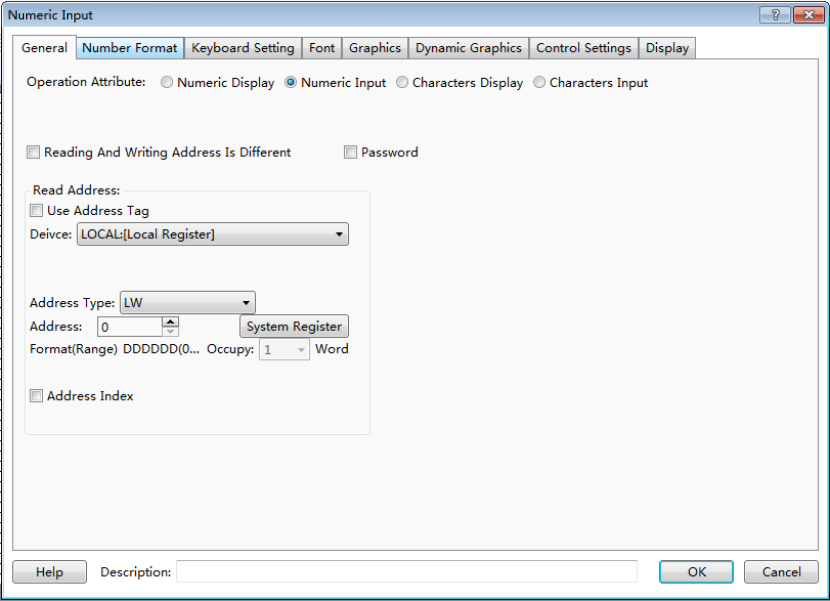 Numeric Input
General Number Format Keyboard Setting Font Graphics Dynamic Graphics Control Settings Display
Operation Attribute: Numeric Display Numeric Input Characters Display Characters Input
Reading And Writing Address Is Different Password
Read Address:
Use Address Tag
Deivce: LOCAL:[Local Register]
Address Type: LW
Address: 0 System Register
Format(Range) DDDDDD(0... Occupy: 1 Word
Address Index
Help Description: OK Cancel